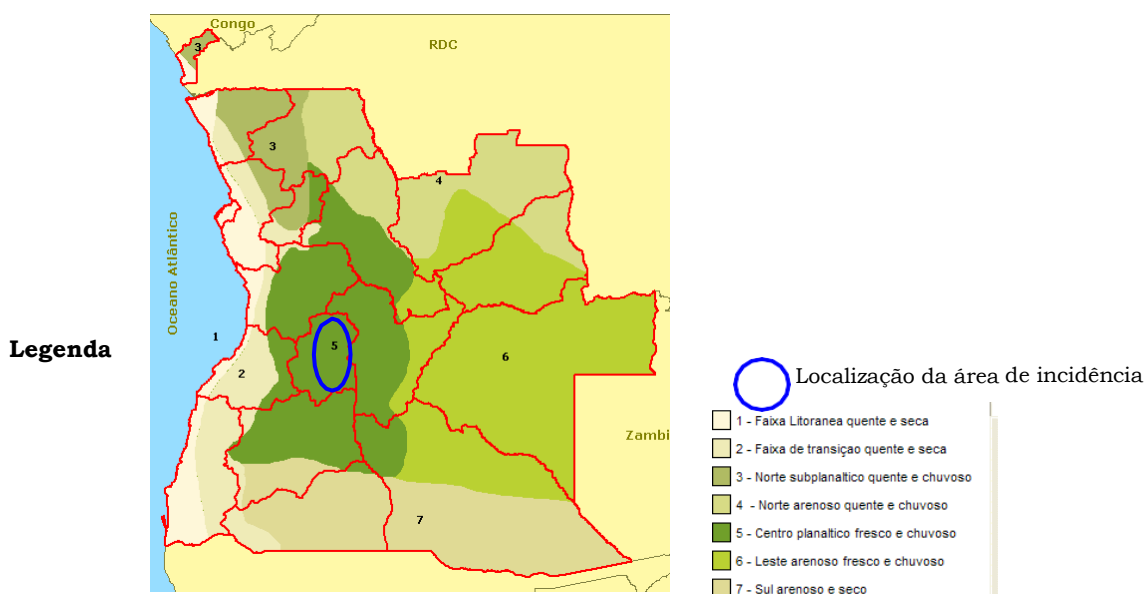 Congo
3
RDC
3
4
Oceano Atlântico
1
5
6
2
Zambi
7
Legenda
Localização da área de incidência
1 - Faixa Litoranea quente e seca
2 - Faixa de transiçao quente e seca
3 - Norte subplanaltico quente e chuvoso
4 - Norte arenoso quente e chuvoso
5 - Centro planaltico fresco e chuvoso
6 - Leste arenoso fresco e chuvoso
7 - Sul arenoso e seco